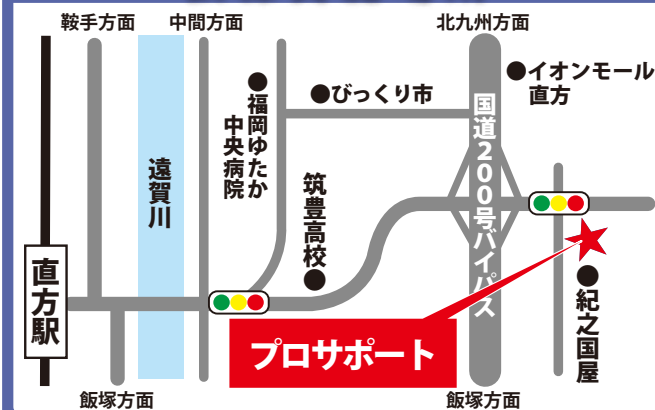 鞍手方面
中間方面
北九州方面
●イオンモール
直方
●びっくり市
●福岡ゆたか
中央病院
国道200号バイパス
遠賀川
筑豊高校●
直方駅
プロサポート
●紀之国屋
飯塚方面
飯塚方面